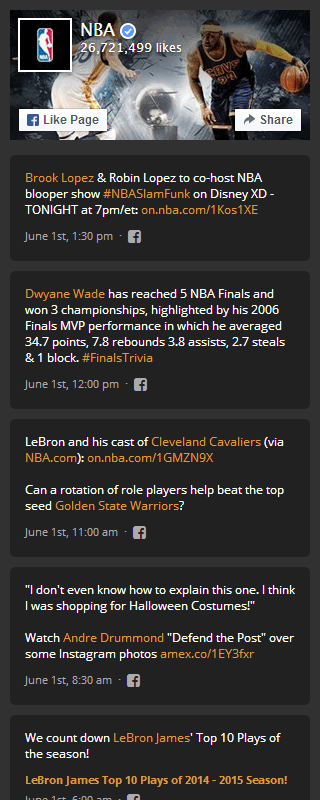 NBA
26,721,499 likes
Like Page
Share
Brook Lopez & Robin Lopez to co-host NBA
blooper show #NBASlamFunk on Disney XD -
TONIGHT at 7pm/et: on.nba.com/1Kos1XE
June 1st, 1:30 pm ·
Dwyane Wade has reached 5 NBA Finals and
won 3 championships, highlighted by his 2006
Finals MVP performance in which he averaged
34.7 points, 7.8 rebounds 3.8 assists, 2.7 steals
& 1 block. #FinalsTrivia
June 1st, 12:00 pm ·
LeBron and his cast of Cleveland Cavaliers (via
NBA.com): on.nba.com/1GMZN9X
Can a rotation of role players help beat the top
seed Golden State Warriors?
June 1st, 11:00 am ·
"I don't even know how to explain this one. I think
I was shopping for Halloween Costumes!"
Watch Andre Drummond "Defend the Post" over
some Instagram photos amex.co/1EY3fxr
June 1st, 8:30 am ·
We count down LeBron James' Top 10 Plays of
the season!
LeBron James Top 10 Plays of 2014 - 2015 Season!
June 1st, 6:00 am ·